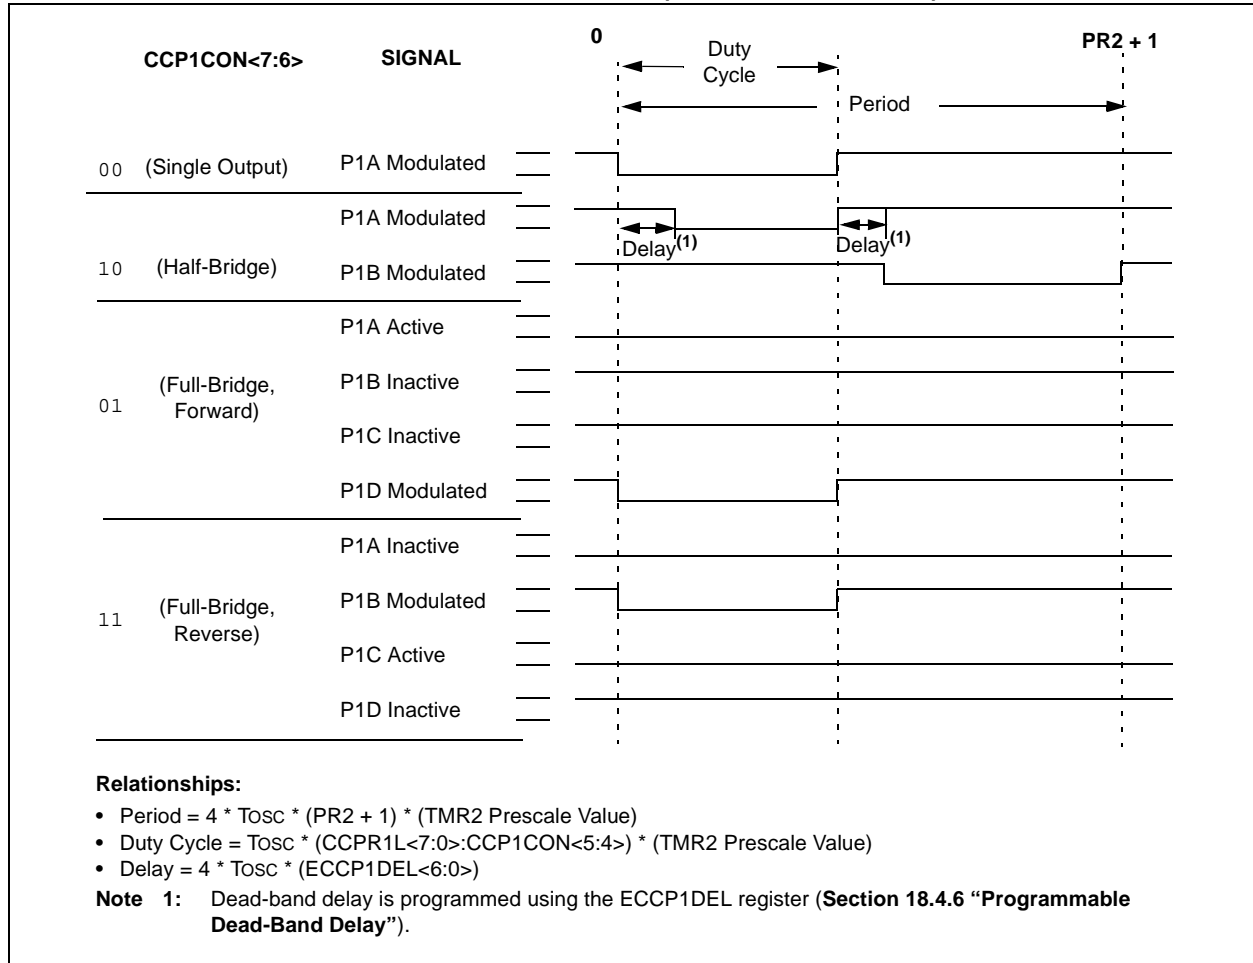 CCP1CON<7:6>
SIGNAL
0
Duty
Cycle
PR2 + 1
Period
00
(Single Output)
P1A Modulated
10
(Half-Bridge)
P1A Modulated
Delay(1)
Delay(1)
P1B Modulated
01
(Full-Bridge,
Forward)
P1A Active
P1B Inactive
P1C Inactive
P1D Modulated
11
(Full-Bridge,
Reverse)
P1A Inactive
P1B Modulated
P1C Active
P1D Inactive
Relationships:
• Period = 4 * TOSC * (PR2 + 1) * (TMR2 Prescale Value)
• Duty Cycle = TOSC * (CCPR1L<7:0>:CCP1CON<5:4>) * (TMR2 Prescale Value)
• Delay = 4 * TOSC * (ECCP1DEL<6:0>)
Note 1: Dead-band delay is programmed using the ECCP1DEL register (Section 18.4.6 “Programmable
Dead-Band Delay”).